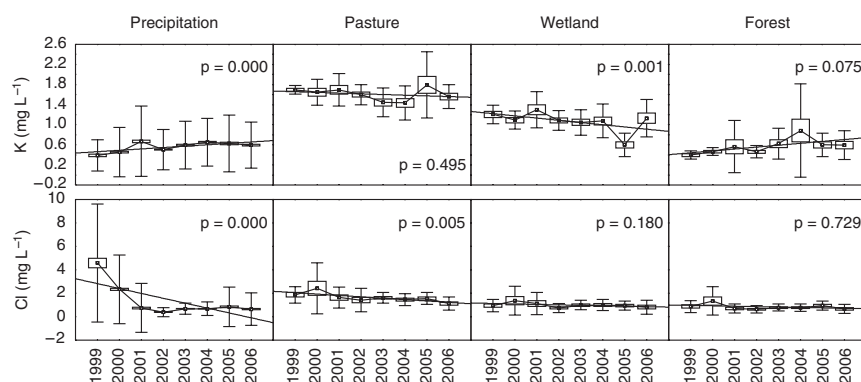 Precipitation Pasture Wetland Forest
K (mg L⁻¹)
2.6
2.2
1.8
1.4
1.0
0.6
0.2
−0.2
p = 0.000
p = 0.495
p = 0.001
p = 0.075
Cl (mg L⁻¹)
10
8
6
4
2
0
−2
p = 0.000
p = 0.005
p = 0.180
p = 0.729
1999 2000 2001 2002 2003 2004 2005 2006
1999 2000 2001 2002 2003 2004 2005 2006
1999 2000 2001 2002 2003 2004 2005 2006
1999 2000 2001 2002 2003 2004 2005 2006